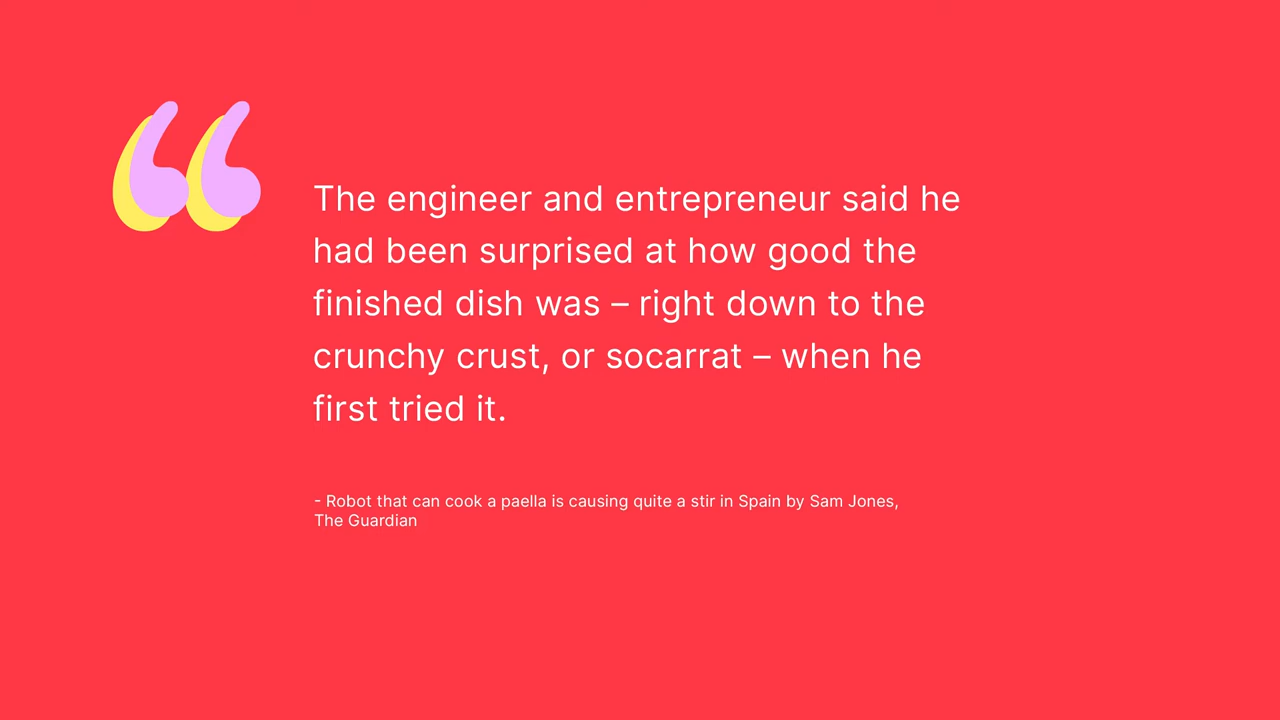 The engineer and entrepreneur said he
had been surprised at how good the
finished dish was – right down to the
crunchy crust, or socarrat – when he
first tried it.
- Robot that can cook a paella is causing quite a stir in Spain by Sam Jones,
The Guardian